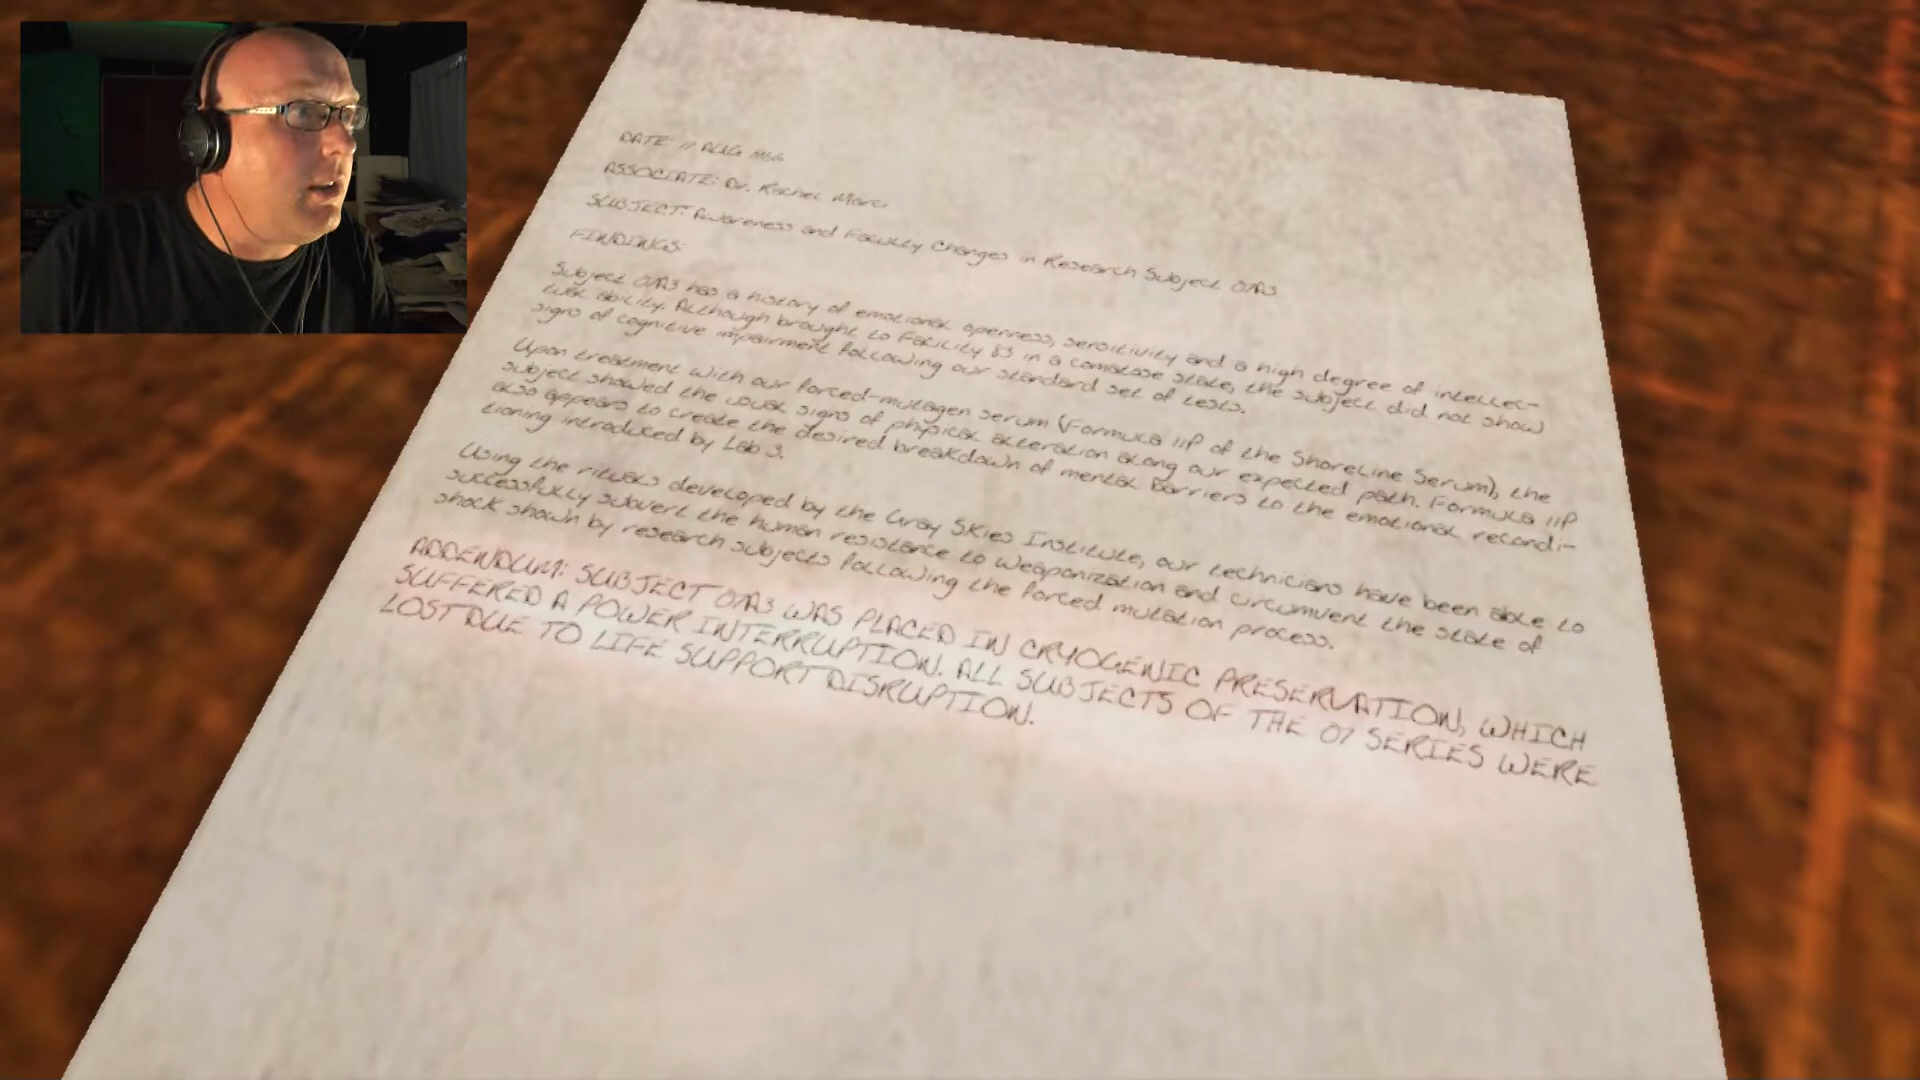 DATE: 11 AUG 1966
ASSOCIATE: Dr. Rachel Marci
SUBJECT: Awareness and Faculty Changes in Research Subject 07A3
FINDINGS:
Subject 07A3 has a history of emotional openness, sensitivity and a high degree of intellec-
tual ability. Although brought to Facility 83 in a comatose state, the subject did not show
signs of cognitive impairment following our standard set of tests.
Upon treatment with our forced-mutagen serum (Formula 11P of the Shoreline Serum), the
subject showed the usual signs of physical alteration along our expected path. Formula 11P
also appears to create the desired breakdown of mental barriers to the emotional recondi-
tioning introduced by Lab 3.
Using the rituals developed by the Gray Skies Institute, our technicians have been able to
successfully subvert the human resistance to weaponization and circumvent the state of
shock shown by research subjects following the forced mutation process.
ADDENDUM: SUBJECT 07A3 WAS PLACED IN CRYOGENIC PRESERVATION, WHICH
SUFFERED A POWER INTERRUPTION. ALL SUBJECTS OF THE 07 SERIES WERE
LOST DUE TO LIFE SUPPORT DISRUPTION.